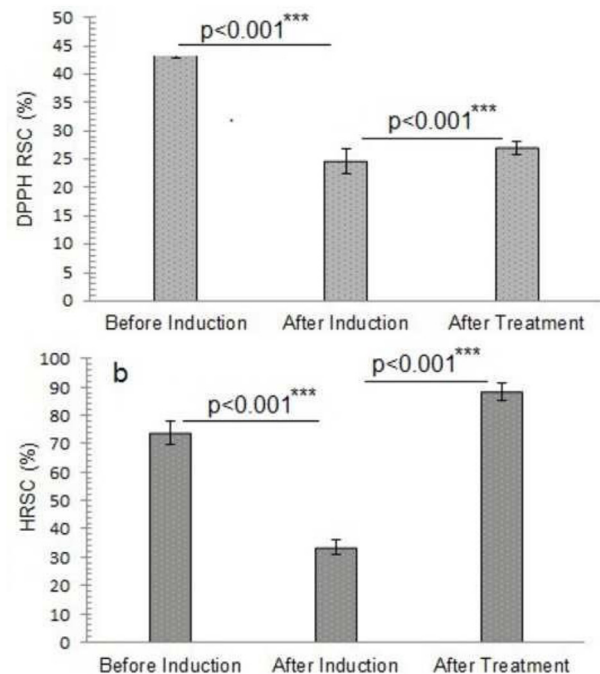 50
45
40
35
30
25
20
15
10
5
0
DPPH RSC (%)
p<0.001***
p<0.001***
Before Induction After Induction After Treatment
b
100
90
80
70
60
50
40
30
20
10
0
HRSC (%)
p<0.001***
p<0.001***
Before Induction After Induction After Treatment